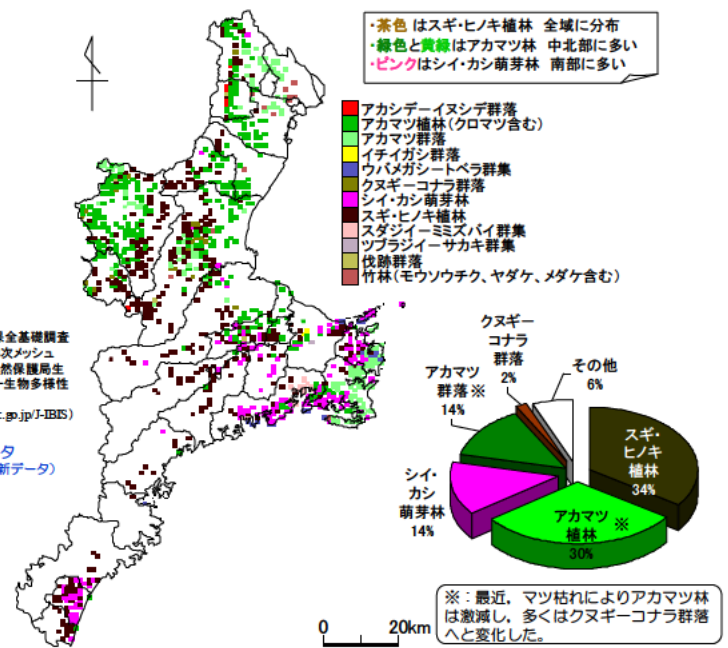 ・茶色 はスギ・ヒノキ植林 全域に分布
・緑色と黄緑はアカマツ林 中北部に多い
・ピンクはシイ・カシ萌芽林 南部に多い
アカシデーイヌシデ群落
アカマツ植林(クロマツ含む)
アカマツ群落
イチイガシ群落
ウバメガシートベラ群集
クヌギーコナラ群落
シイ・カシ萌芽林
スギ・ヒノキ植林
スダジイーミミズバイ群集
ツブラジイーサカキ群集
伐跡群落
竹林(モウソウチク、ヤダケ、メダケ含む)
全基礎調査
次メッシュ
然保護局生
ー生物多様性
.go.jp/J-IBIS)
タ
新データ)
クヌギー
コナラ
群落
2%
その他
6%
アカマツ
群落※
14%
スギ・
ヒノキ
植林
34%
シイ・
カシ
萌芽林
14%
アカマツ ※
植林
30%
※：最近，マツ枯れによりアカマツ林
は激減し，多くはクヌギーコナラ群落
へと変化した。
0 20km